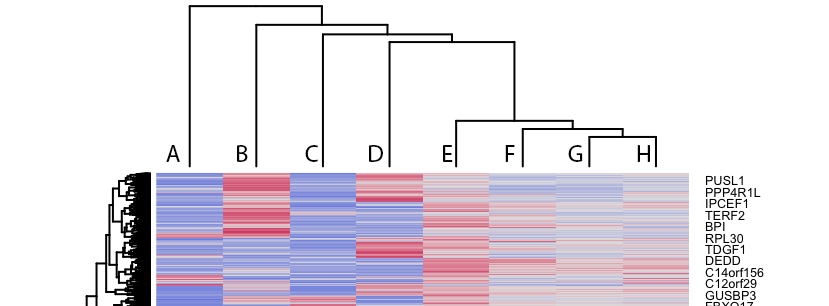 A B C D E F G H
PUSL1
PPP4R1L
IPCEF1
TERF2
BPI
RPL30
TDGF1
DEDD
C14orf156
C12orf29
GUSBP3